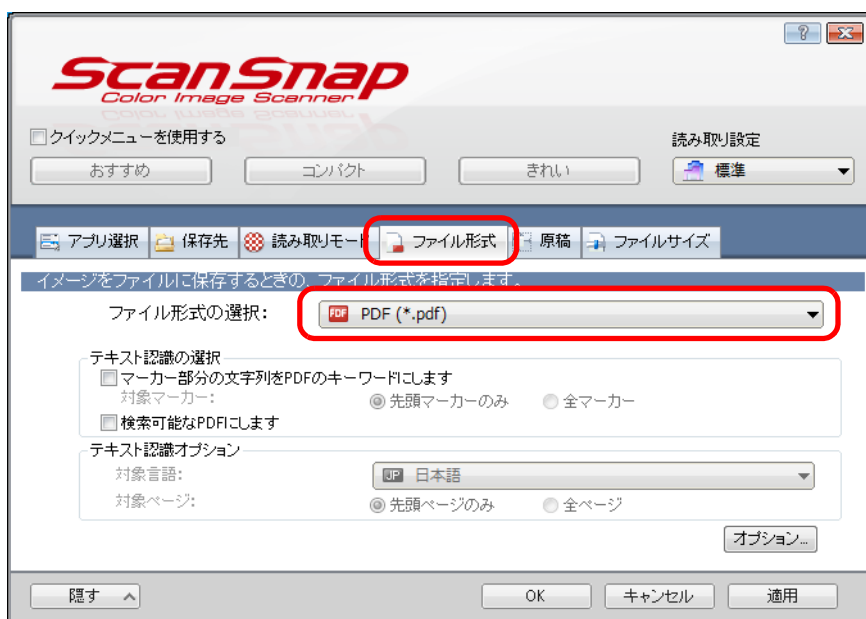 ScanSnap
Color Image Scanner
クイックメニューを使用する
読み取り設定
おすすめ
コンパクト
きれい
標準
アプリ選択
保存先
読み取りモード
ファイル形式
原稿
ファイルサイズ
イメージをファイルに保存するときの、ファイル形式を指定します。
ファイル形式の選択:
PDF PDF (*.pdf)
テキスト認識の選択
マーカー部分の文字列をPDFのキーワードにします
対象マーカー: 先頭マーカーのみ 全マーカー
検索可能なPDFにします
テキスト認識オプション
対象言語: JP 日本語
対象ページ: 先頭ページのみ 全ページ
オプション...
隠す
OK
キャンセル
適用